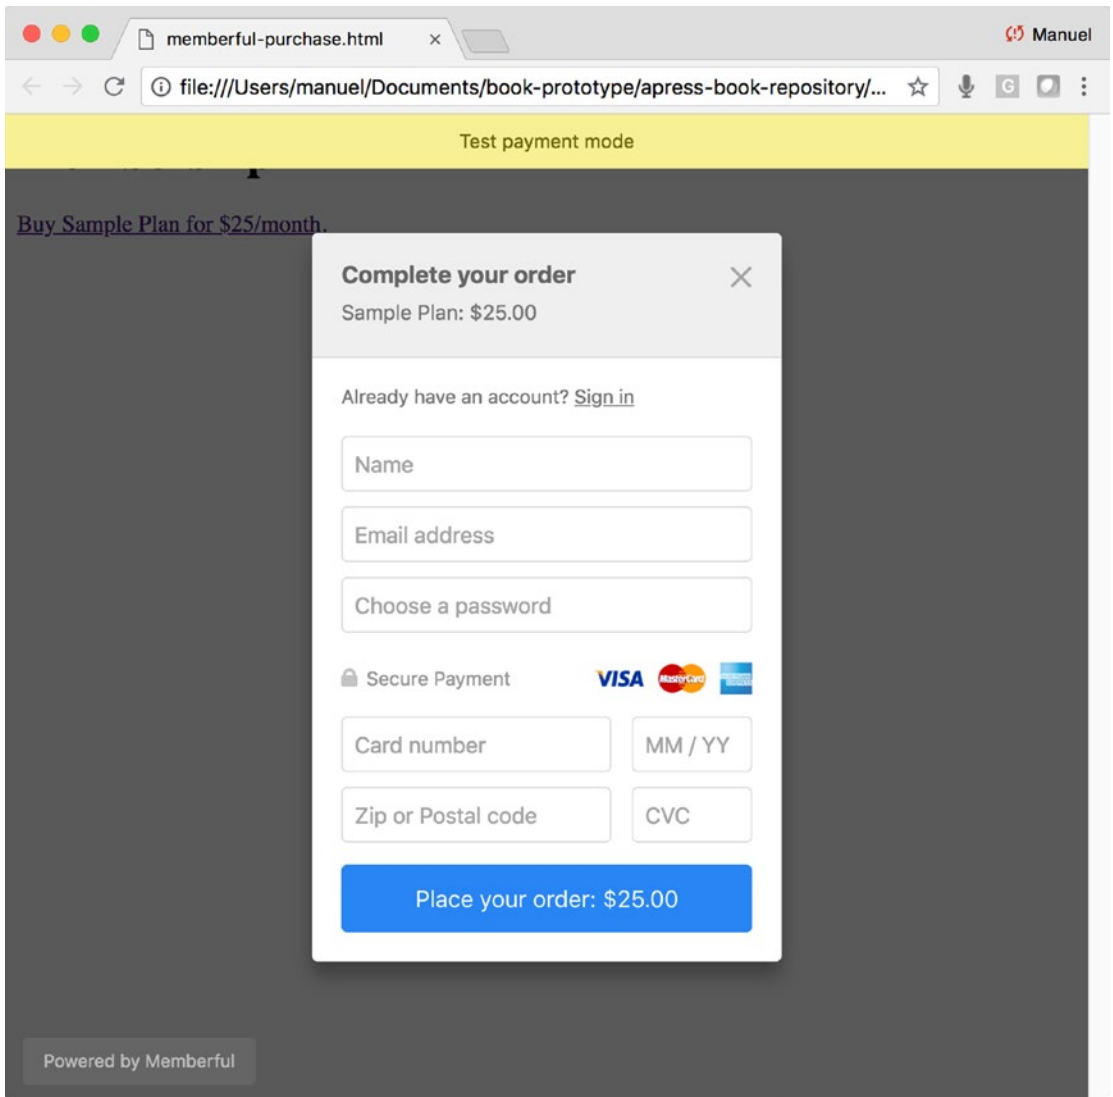 memberful-purchase.html
Manuel
file:///Users/manuel/Documents/book-prototype/apress-book-repository/...
G
Test payment mode
Buy Sample Plan for $25/month.
Complete your order
Sample Plan: $25.00
Already have an account? Sign in
Name
Email address
Choose a password
Secure Payment VISA MasterCard
Card number MM / YY
Zip or Postal code CVC
Place your order: $25.00
Powered by Memberful